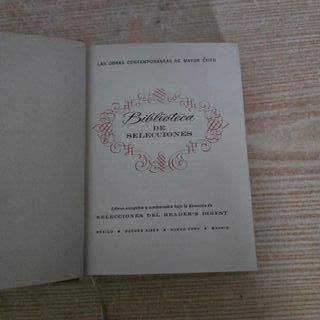 LAS OBRAS CONTEMPORÁNEAS DE MAYOR ÉXITO
Biblioteca
DE
SELECCIONES
Libros escogidos y condensados bajo la dirección de
SELECCIONES DEL READER'S DIGEST
MÉXICO ★ BUENOS AIRES ★ NUEVA YORK ★ MADRID